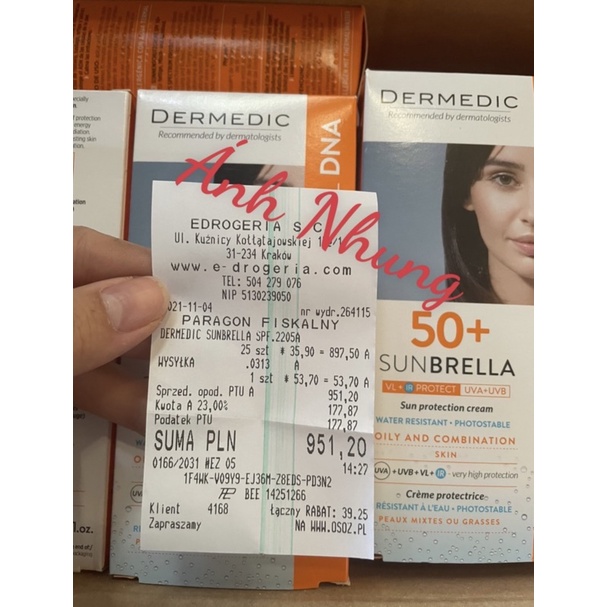 DERMEDIC
Recommended by dermatologists
DNA
Ánh Nhung
EDROGERIA S.C.
Ul. Kuźnicy Kołłątajowskiej
31-234 Kraków
www.e-drogeria.com
TEL: 504 279 076
NIP 5130239050
021-11-04 nr wydr.264115
PARAGON FISKALNY
DERMEDIC SUNBRELLA SPF.2205A
25 szt * 35,90 = 897,50 A
WYSYŁKA .0313 A
1 szt * 53,70 = 53,70 A
Sprzed. opod. PTU A 951,20
Kwota A 23,00% 177,87
Podatek PTU 177,87
SUMA PLN 951,20
0166/2031 WEZ 05 14:27
1F4WK-VO9Y9-EJ36M-Z8EDS-PD3N2
BEE 14251266
Klient 4168 Łączny RABAT: 39.25
Zapraszamy NA WWW.OSOZ.PL
DERMEDIC
Recommended by dermatologists
50+
SUNBRELLA
VL + IR PROTECT UVA+UVB
Sun protection cream
WATER RESISTANT • PHOTOSTABLE
OILY AND COMBINATION
SKIN
UVA +UVB+VL+ IR - very high protection
Crème protectrice
RÉSISTANT À L'EAU • PHOTOSTABLE
PEAUX MIXTES OU GRASSES